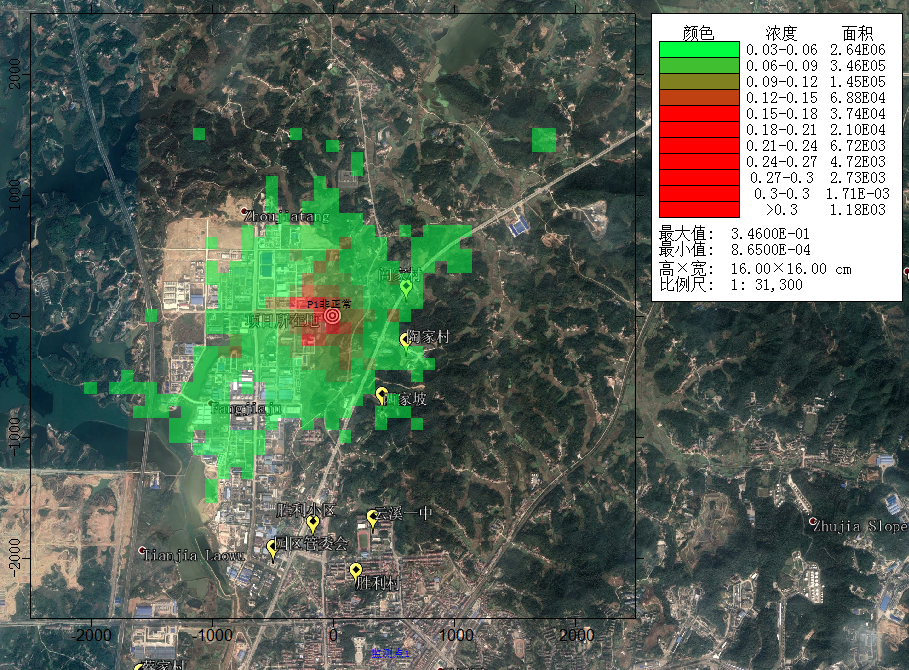 颜色 浓度 面积
0.03-0.06 2.64E06
0.06-0.09 3.46E05
0.09-0.12 1.45E05
0.12-0.15 6.88E04
0.15-0.18 3.74E04
0.18-0.21 2.10E04
0.21-0.24 6.72E03
0.24-0.27 4.72E03
0.27-0.3 2.73E03
0.3-0.3 1.71E-03
>0.3 1.18E03
最大值: 3.4600E-01
最小值: 8.6500E-04
高×宽: 16.00×16.00 cm
比例尺: 1: 31,300
2000
1000
0
-1000
-2000
Zhoujiatang
P1非正常
项目所在地
陶家村
Fangjiajo
胜利小区
云溪一中
园区管委会
胜利村
Tianjia Laowu
Zhujia Slope
-2000 -1000 0 1000 2000